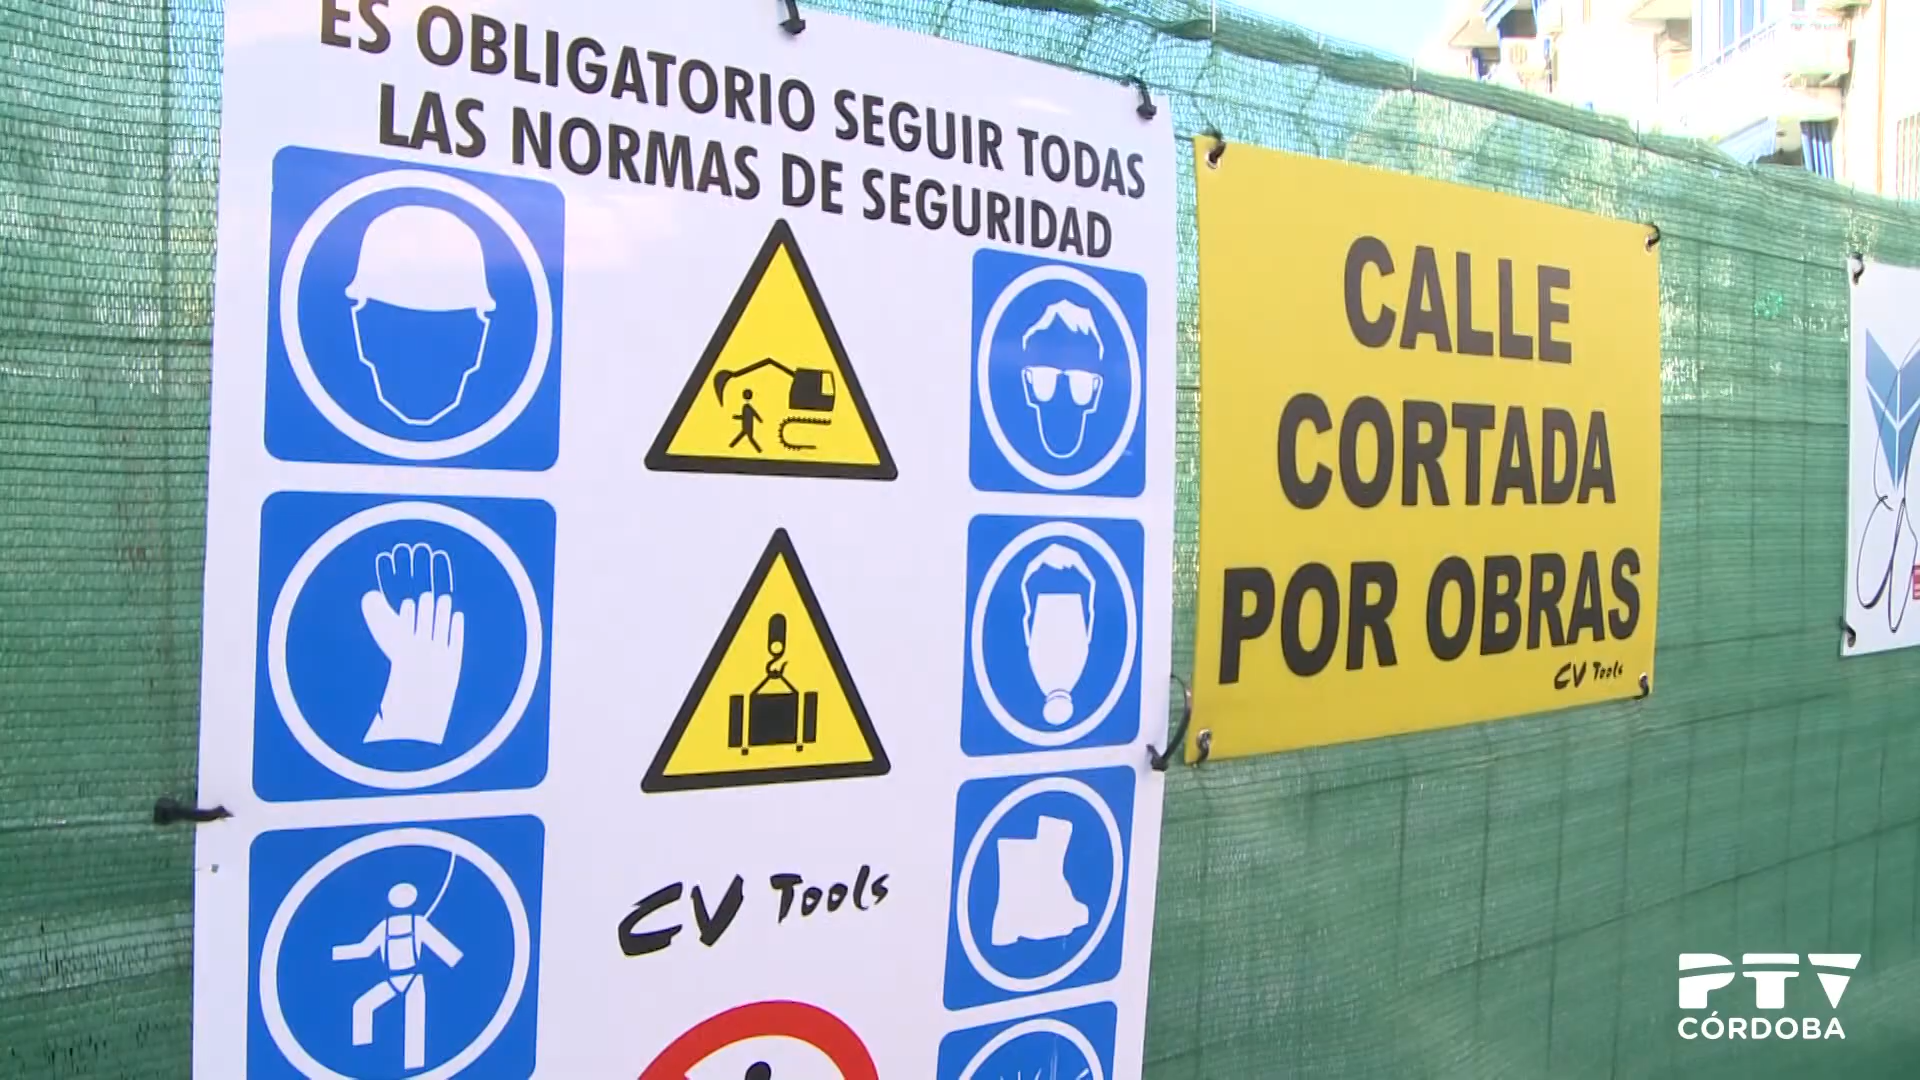 ES OBLIGATORIO SEGUIR TODAS
LAS NORMAS DE SEGURIDAD
CV Tools
CALLE
CORTADA
POR OBRAS
CV Tools
PTV
CÓRDOBA